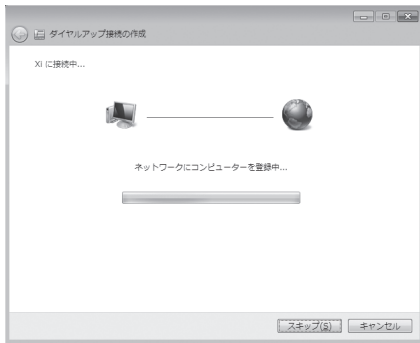 ダイヤルアップ接続の作成
Xi に接続中...
ネットワークにコンピューターを登録中...
スキップ(S)
キャンセル